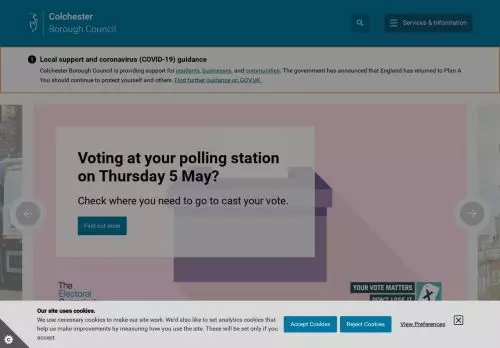 Colchester
Borough Council
Services & Information
Local support and coronavirus (COVID-19) guidance
Colchester Borough Council is providing support for residents, businesses, and communities. The government has announced that England has returned to Plan A.
You should continue to protect yourself and others. Find further guidance on GOV.UK.
Voting at your polling station
on Thursday 5 May?
Check where you need to go to cast your vote.
Find out more
The
Electoral
YOUR VOTE MATTERS
DON'T LOSE IT
Our site uses cookies.
We use necessary cookies to make our site work. We'd also like to set analytics cookies that
help us make improvements by measuring how you use the site. These will be set only if you
accept.
Accept Cookies
Reject Cookies
View Preferences